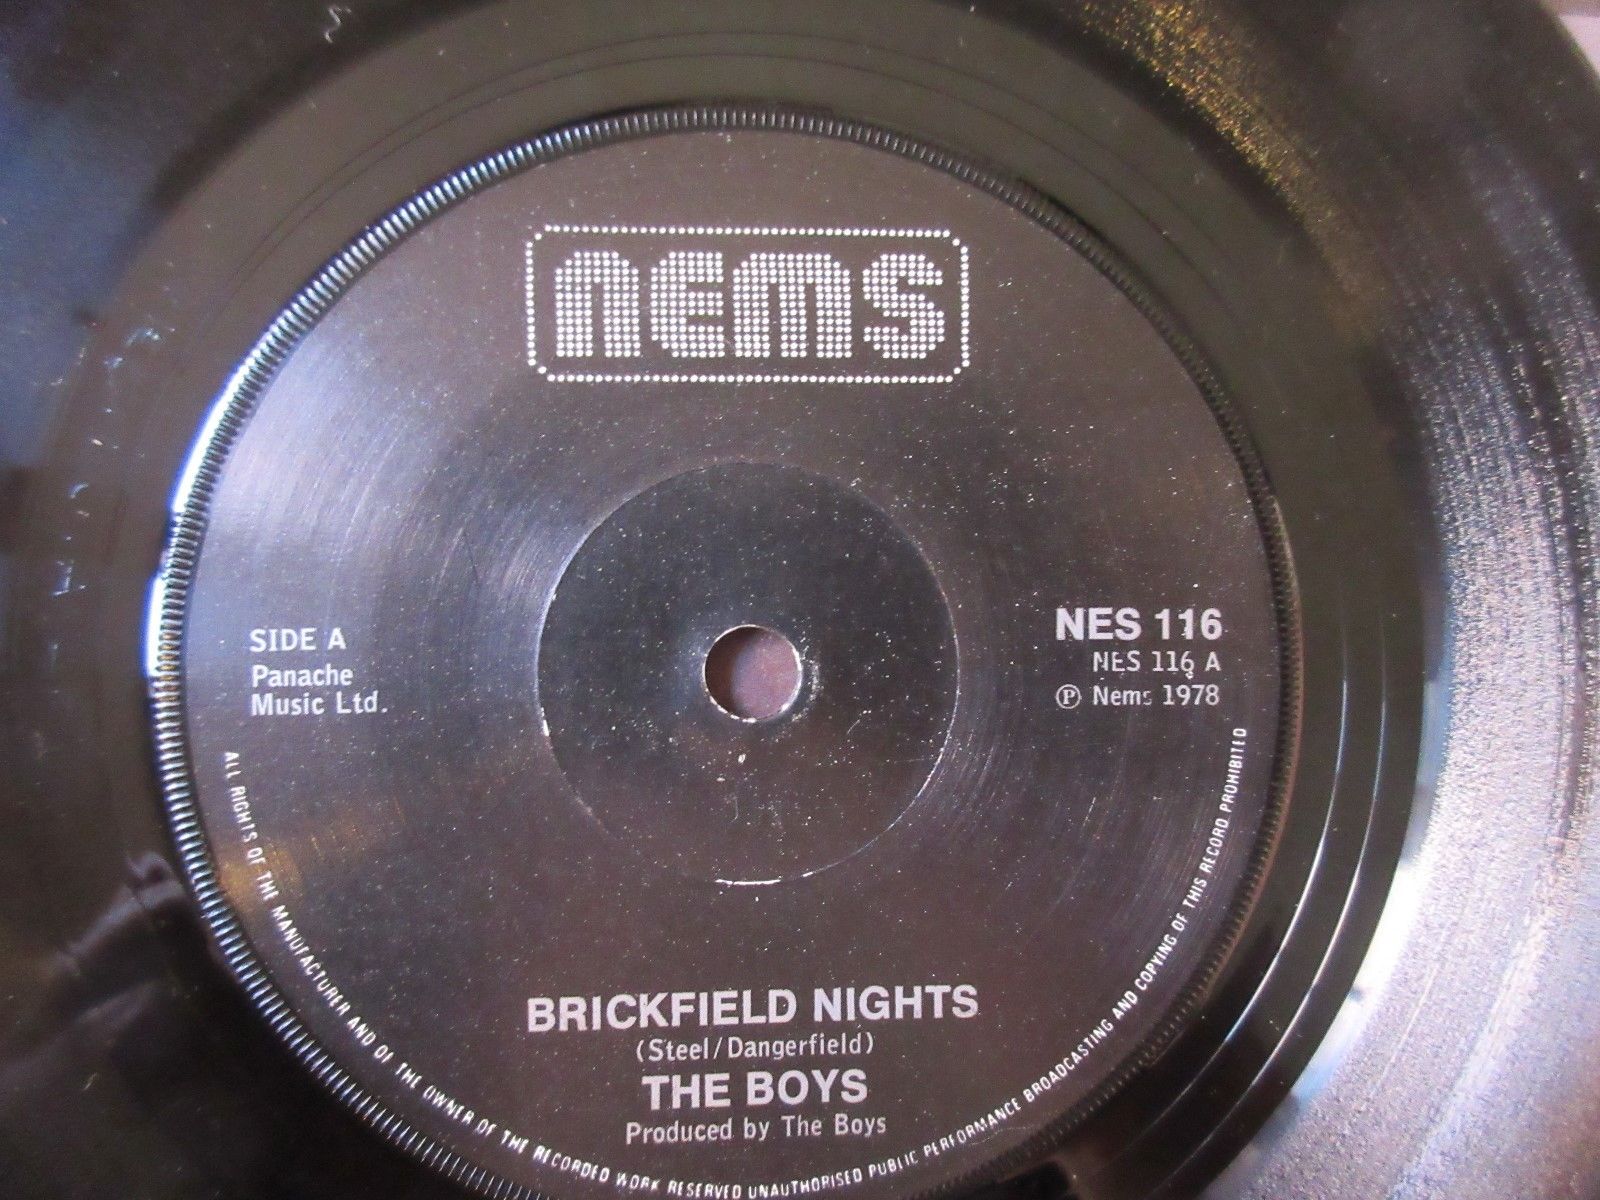 nems
SIDE A
Panache
Music Ltd.
NES 116
NES 116 A
℗ Nems 1978
BRICKFIELD NIGHTS
(Steel/Dangerfield)
THE BOYS
Produced by The Boys
ALL RIGHTS OF THE MANUFACTURER AND OF THE OWNER OF THE RECORDED WORK RESERVED UNAUTHORISED PUBLIC PERFORMANCE BROADCASTING AND COPYING OF THIS RECORD PROHIBITED